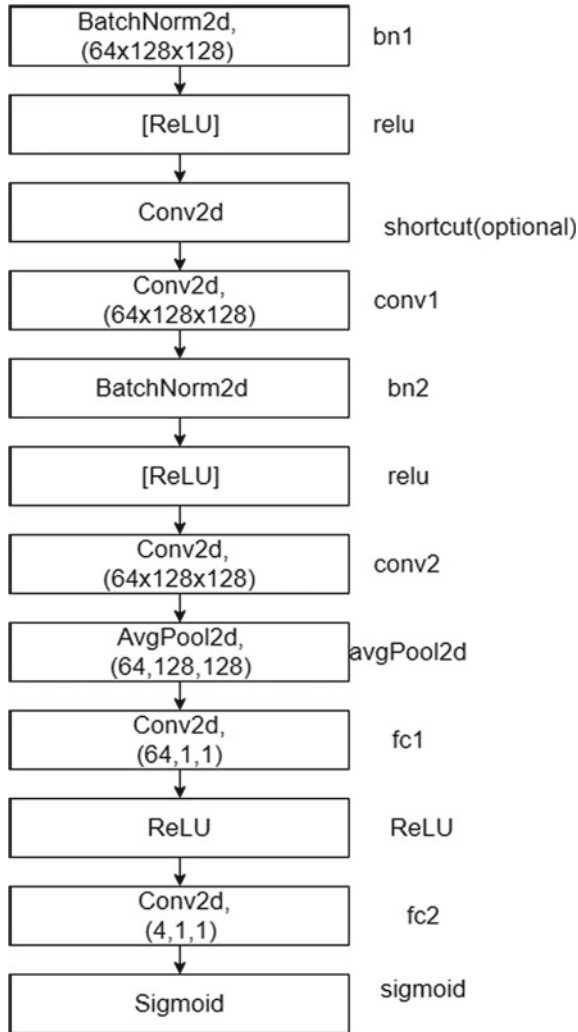 BatchNorm2d,
(64x128x128)
bn1
[ReLU]
relu
Conv2d
shortcut(optional)
Conv2d,
(64x128x128)
conv1
BatchNorm2d
bn2
[ReLU]
relu
Conv2d,
(64x128x128)
conv2
AvgPool2d,
(64,128,128)
avgPool2d
Conv2d,
(64,1,1)
fc1
ReLU
ReLU
Conv2d,
(4,1,1)
fc2
Sigmoid
sigmoid